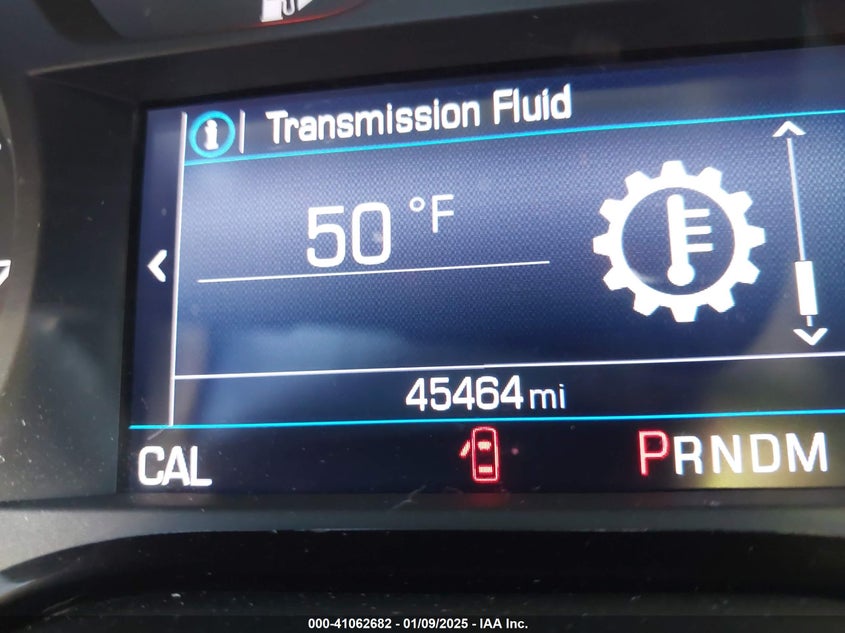 Transmission Fluid
50 °F
45464 mi
CAL
PRNDM
000-41062682 - 01/09/2025 - IAA Inc.